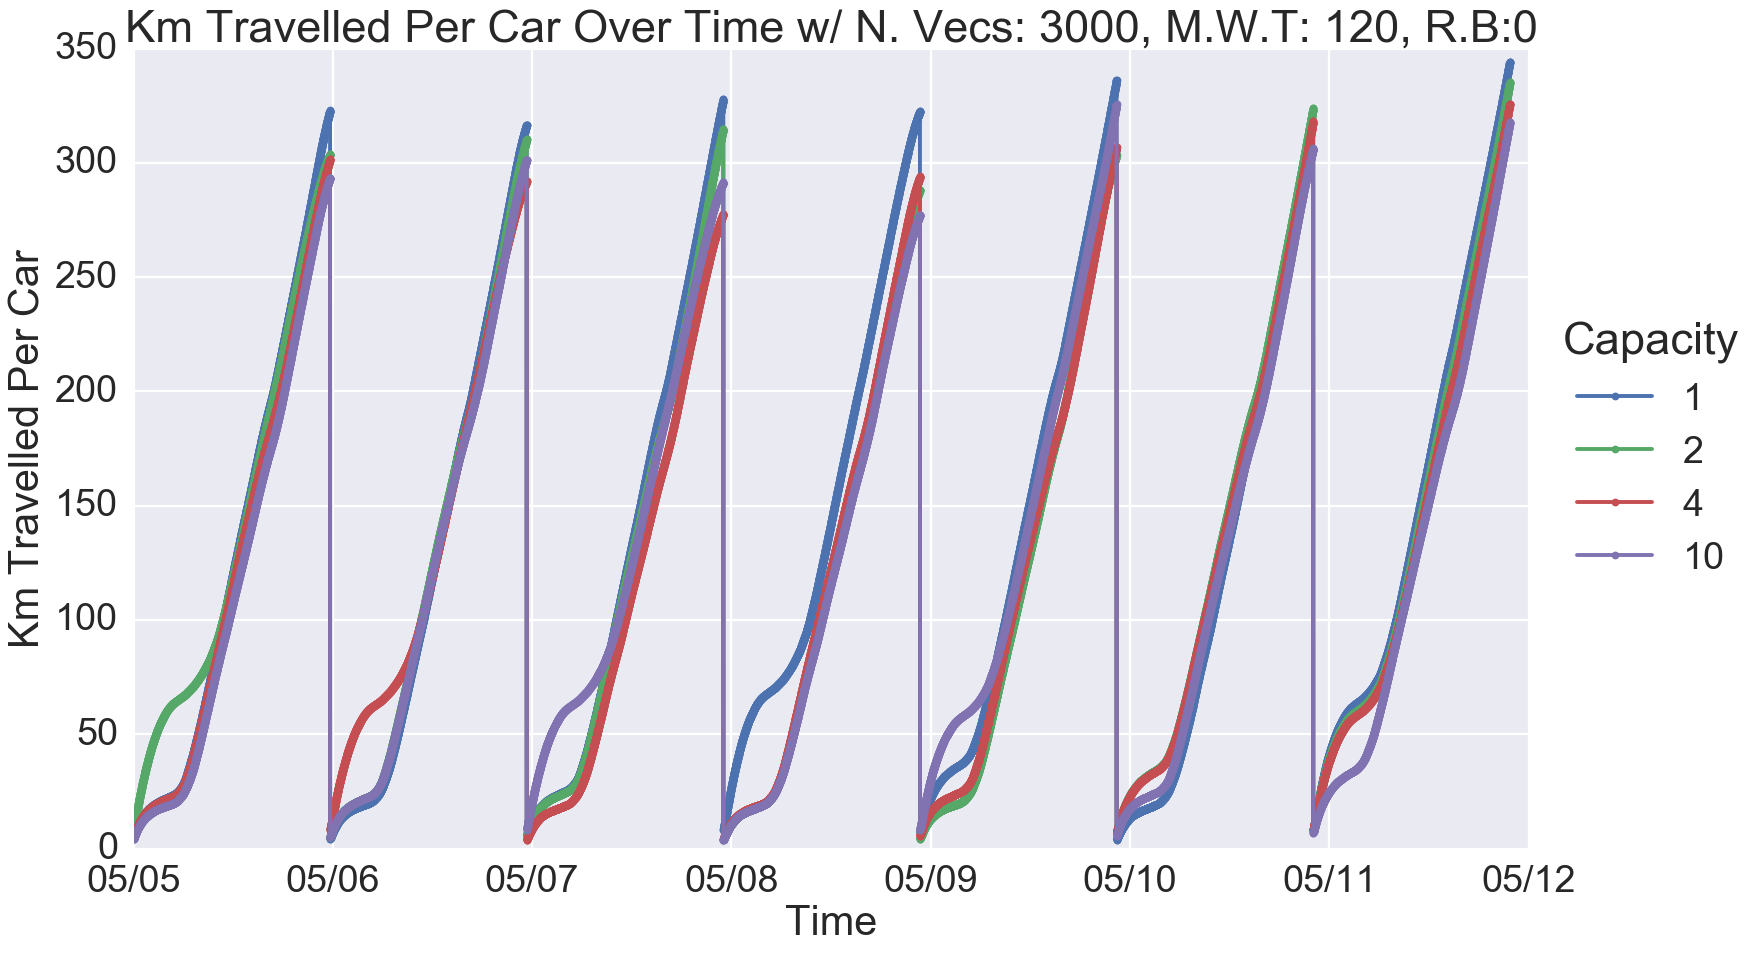 Km Travelled Per Car Over Time w/ N. Vecs: 3000, M.W.T: 120, R.B:0
Km Travelled Per Car
350
300
250
200
150
100
50
0
05/05 05/06 05/07 05/08 05/09 05/10 05/11 05/12
Time
Capacity
1
2
4
10